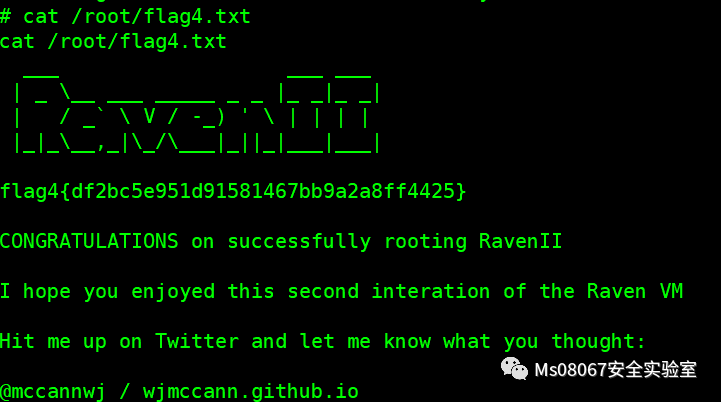 # cat /root/flag4.txt
cat /root/flag4.txt
  ___                   ___ ___
 | _ \__ ___ _____ _ _ |_ _|_ _|
 |   / _` \ V / -_) ' \ | | | |
 |_|_\__,_|\_/\___|_||_|___|___|
flag4{df2bc5e951d91581467bb9a2a8ff4425}
CONGRATULATIONS on successfully rooting RavenII
I hope you enjoyed this second interation of the Raven VM
Hit me up on Twitter and let me know what you thought:
@mccannwj / wjmccann.github.io
Ms08067安全实验室